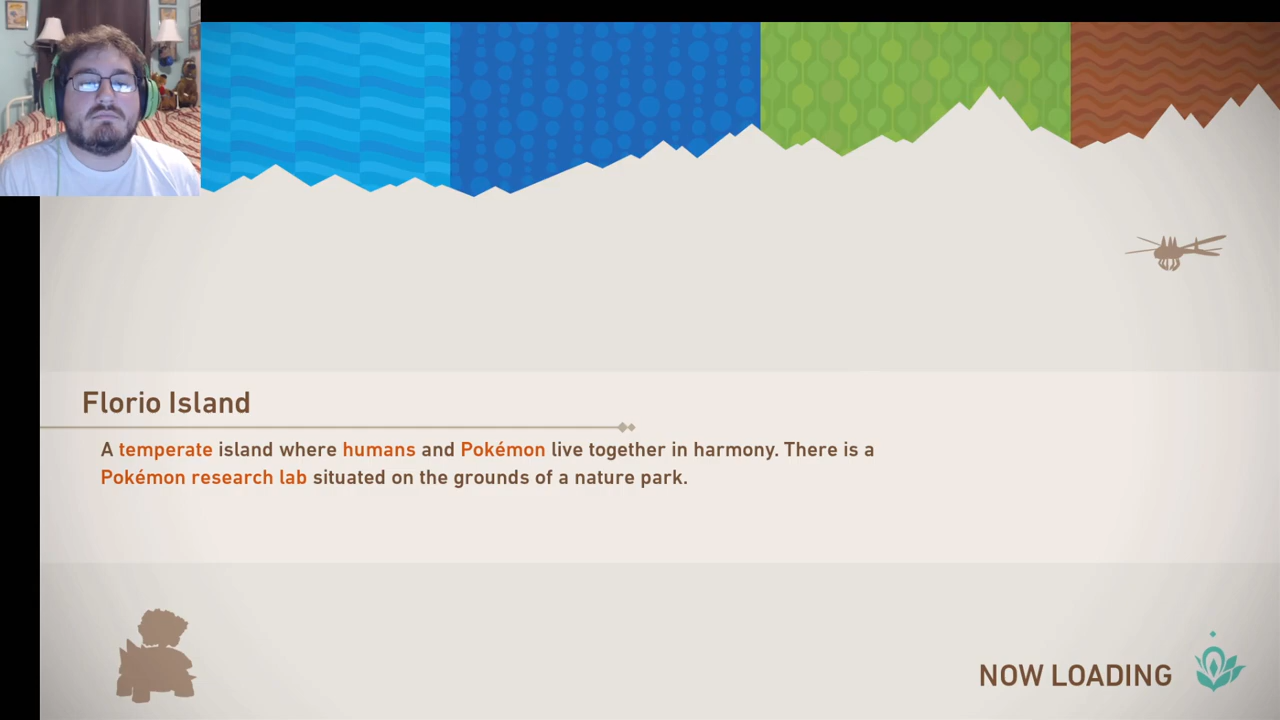 Florio Island
A temperate island where humans and Pokémon live together in harmony. There is a
Pokémon research lab situated on the grounds of a nature park.
NOW LOADING